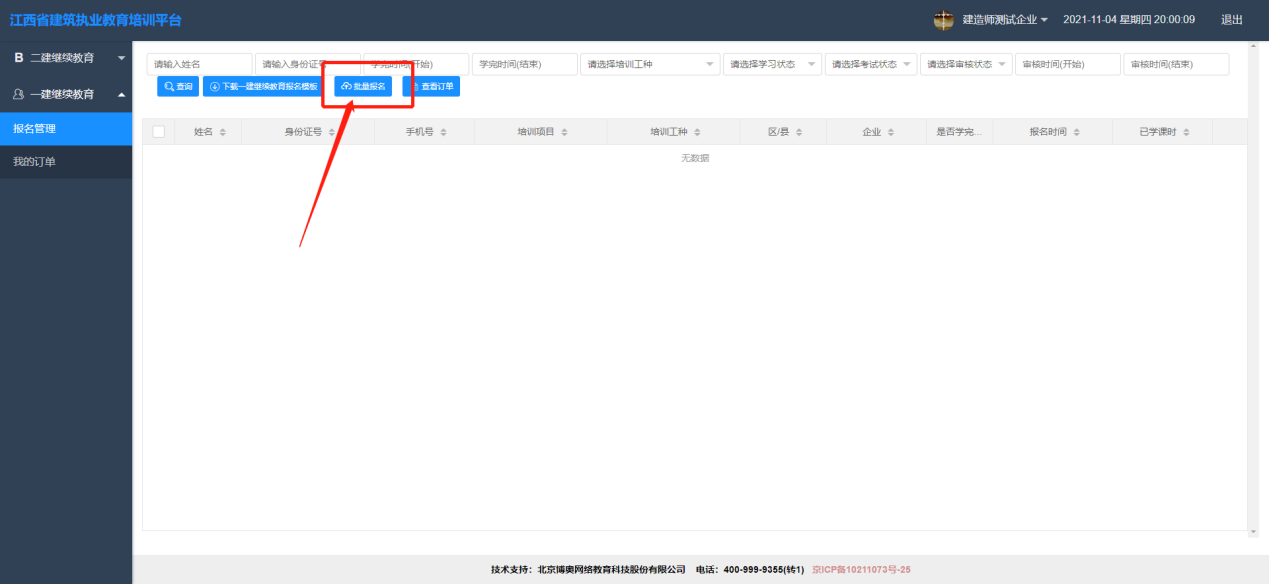 江西省建筑执业教育培训平台
建造师测试企业 2021-11-04 星期四 20:00:09 退出
B 二建继续教育
一建继续教育
报名管理
我的订单
请输入姓名 请输入身份证号 学完时间(开始) 学完时间(结束) 请选择培训工种 请选择学习状态 请选择考试状态 请选择审核状态 审核时间(开始) 审核时间(结束)
查询 下载一建继续教育报名模板 批量报名 查看订单
姓名 身份证号 手机号 培训项目 培训工种 区/县 企业 是否学完... 报名时间 已学课时
无数据
技术支持：北京博奥网络教育科技股份有限公司 电话：400-999-9355(转1) 京ICP备10211073号-25